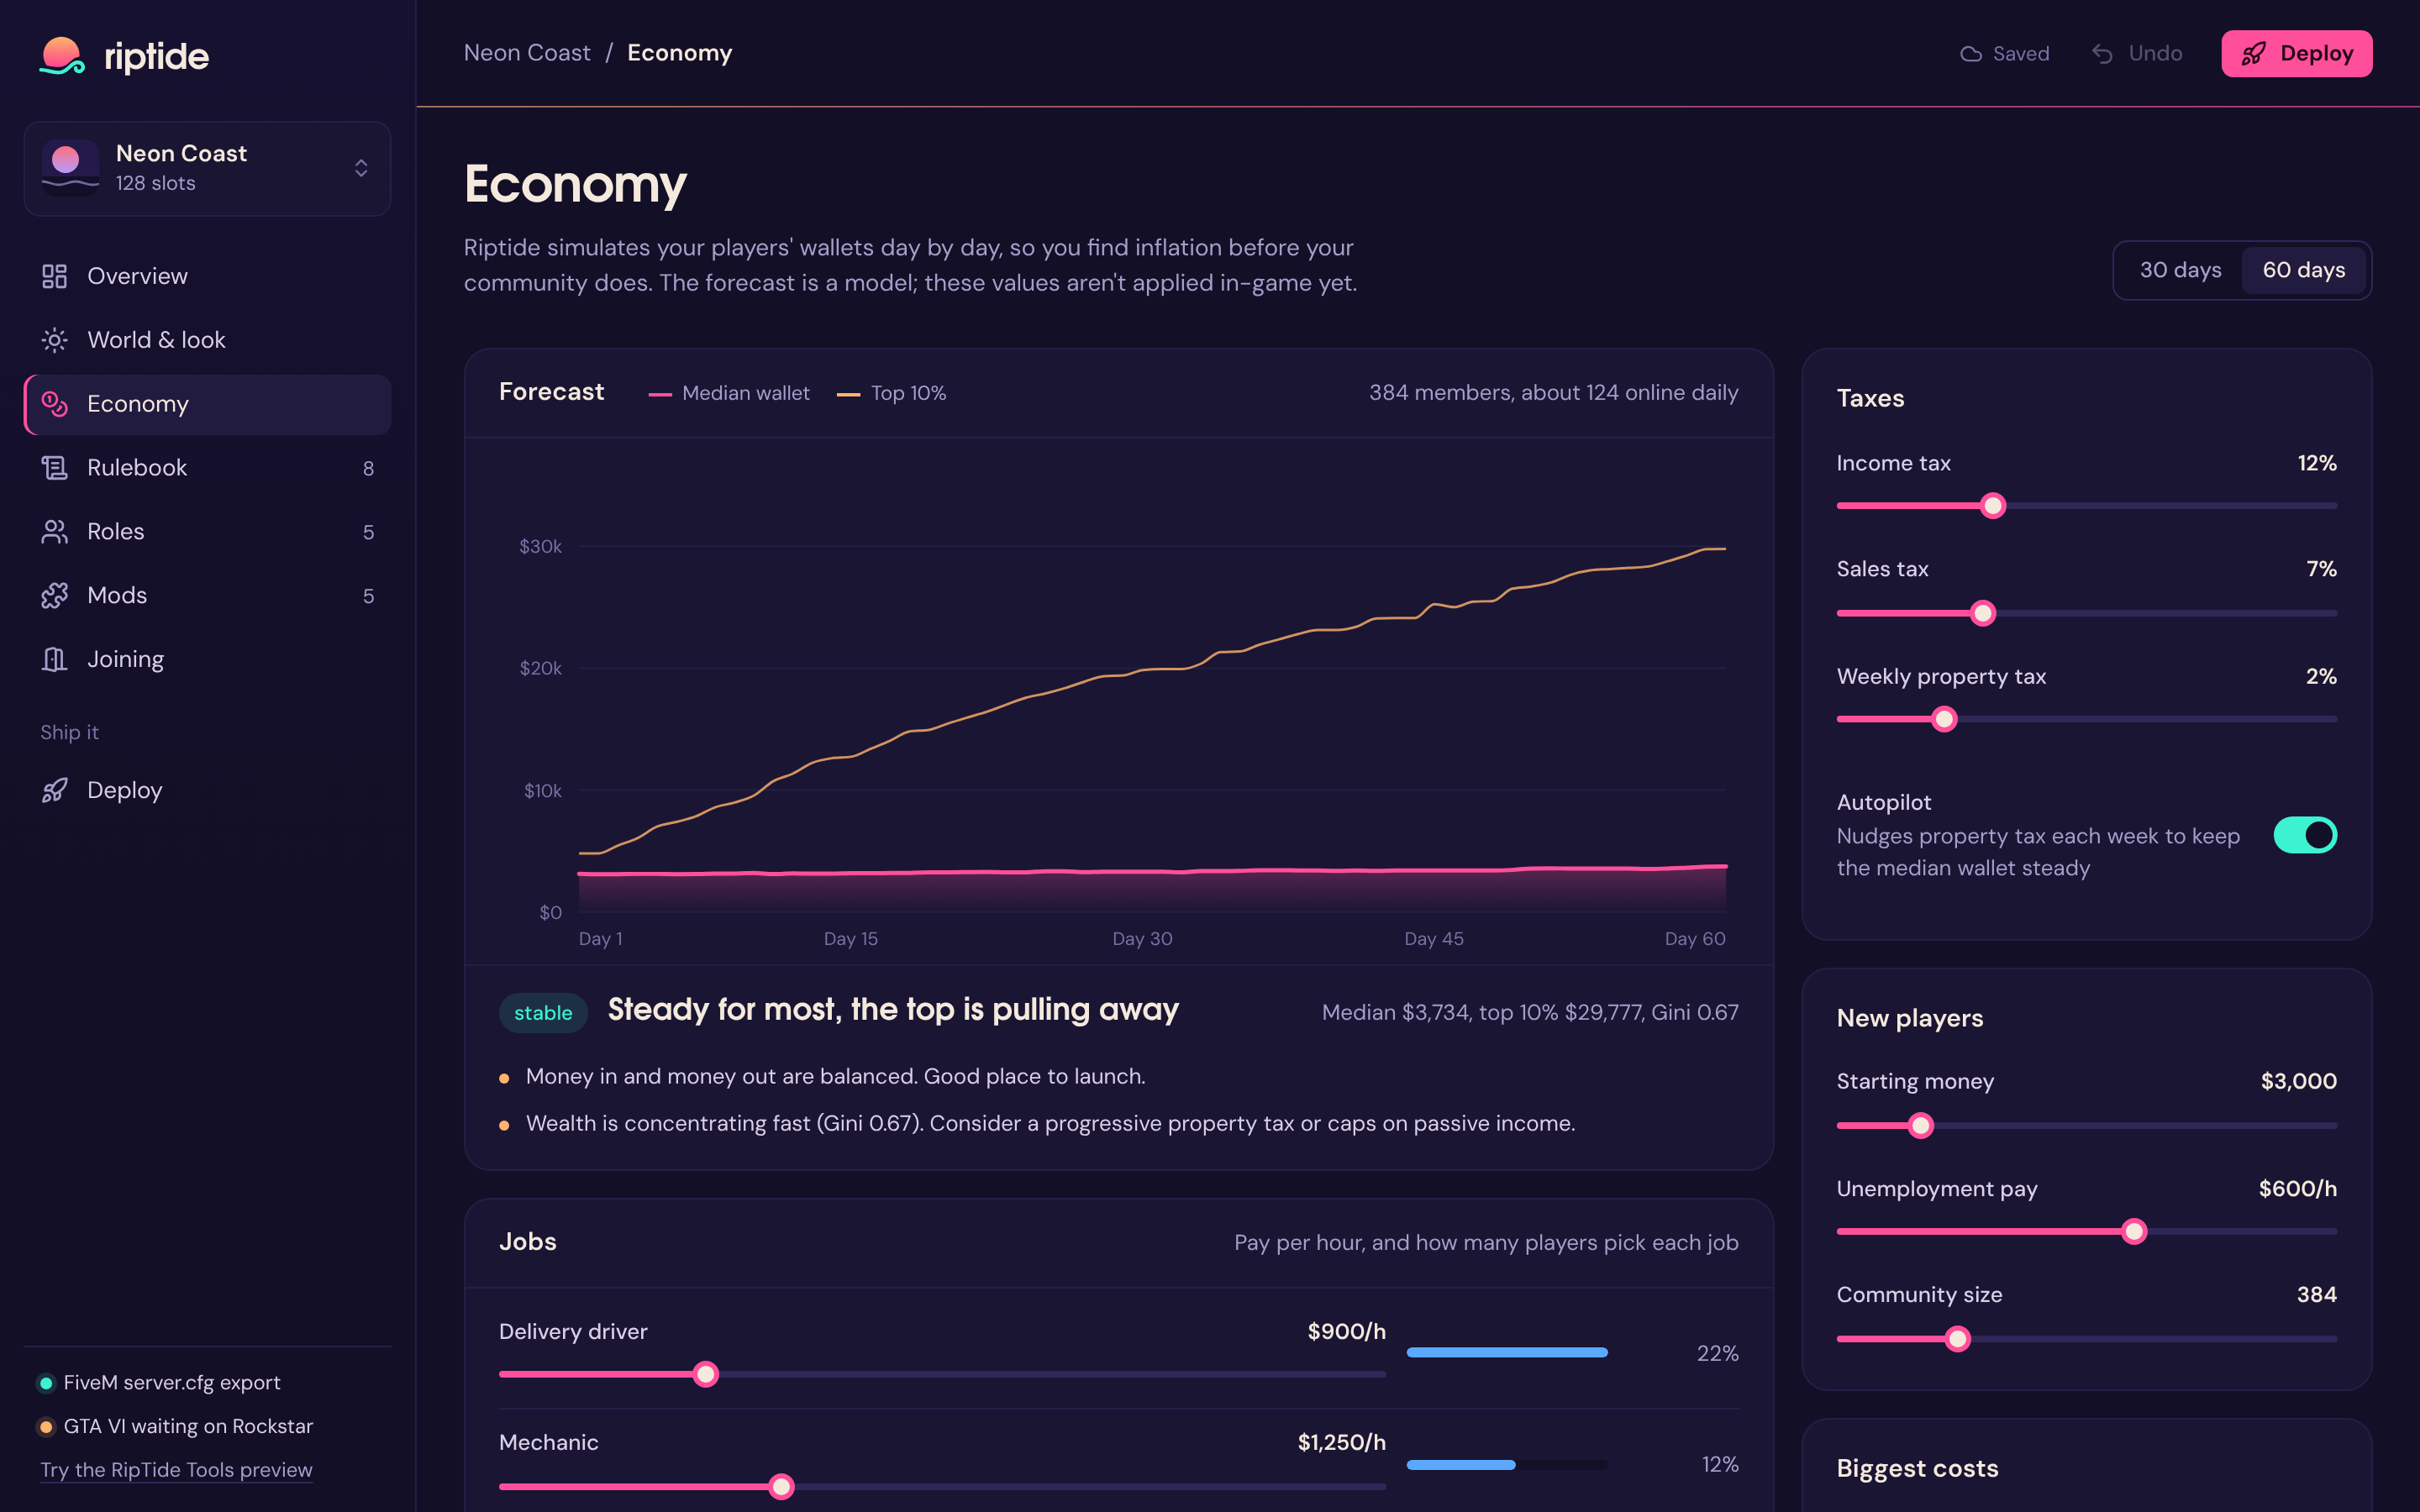 riptide
Neon Coast
128 slots
Overview
World & look
Economy
Rulebook 8
Roles 5
Mods 5
Joining
Ship it
Deploy
FiveM server.cfg export
GTA VI waiting on Rockstar
Try the RipTide Tools preview
Neon Coast / Economy
Saved
Undo
Deploy
Economy
Riptide simulates your players' wallets day by day, so you find inflation before your
community does. The forecast is a model; these values aren't applied in-game yet.
30 days 60 days
Forecast
Median wallet Top 10%
384 members, about 124 online daily
$30k
$20k
$10k
$0
Day 1 Day 15 Day 30 Day 45 Day 60
stable
Steady for most, the top is pulling away
Median $3,734, top 10% $29,777, Gini 0.67
Money in and money out are balanced. Good place to launch.
Wealth is concentrating fast (Gini 0.67). Consider a progressive property tax or caps on passive income.
Jobs
Pay per hour, and how many players pick each job
Delivery driver $900/h 22%
Mechanic $1,250/h 12%
Taxes
Income tax 12%
Sales tax 7%
Weekly property tax 2%
Autopilot
Nudges property tax each week to keep
the median wallet steady
New players
Starting money $3,000
Unemployment pay $600/h
Community size 384
Biggest costs